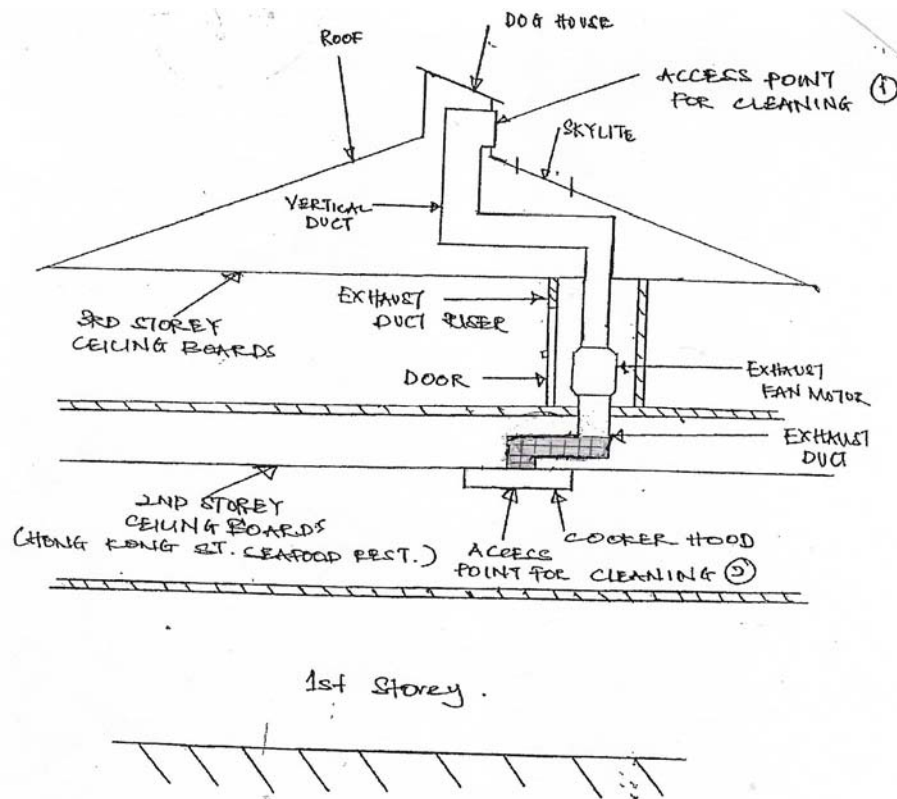 DOG HOUSE
ROOF
ACCESS POINT
FOR CLEANING ①
SKYLITE
VERTICAL
DUCT
EXHAUST
DUCT RISER
3RD STOREY
CEILING BOARDS
DOOR
EXHAUST
FAN MOTOR
EXHAUST
DUCT
2ND STOREY
CEILING BOARDS
(HONG KONG ST. SEAFOOD REST.)
COOKER HOOD
ACCESS
POINT FOR CLEANING ②
1st Storey.